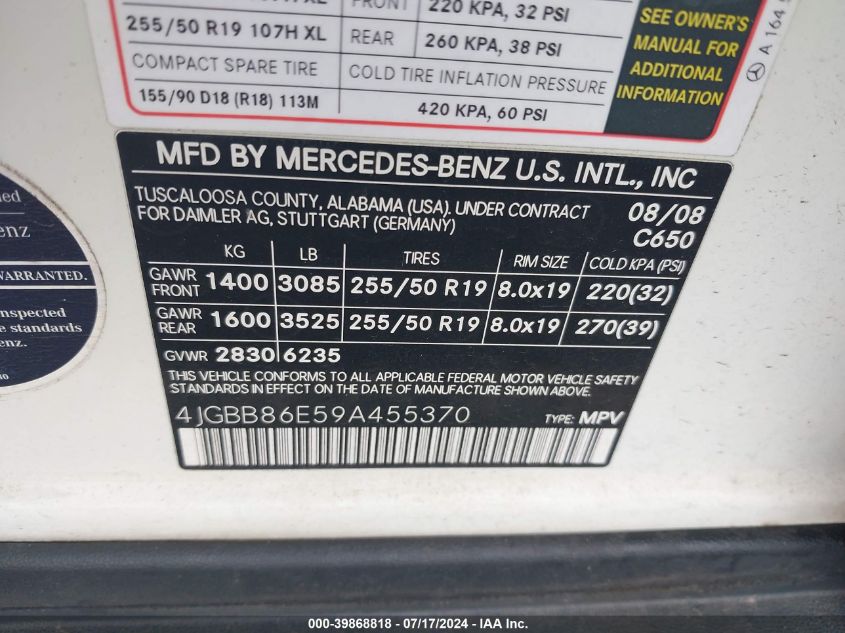 FRONT 220 KPA, 32 PSI
255/50 R19 107H XL REAR 260 KPA, 38 PSI
COMPACT SPARE TIRE COLD TIRE INFLATION PRESSURE
155/90 D18 (R18) 113M 420 KPA, 60 PSI
SEE OWNER'S
MANUAL FOR
ADDITIONAL
INFORMATION
A 164 5
MFD BY MERCEDES-BENZ U.S. INTL., INC
TUSCALOOSA COUNTY, ALABAMA (USA). UNDER CONTRACT 08/08
FOR DAIMLER AG, STUTTGART (GERMANY) C650
KG LB TIRES RIM SIZE COLD KPA (PSI)
GAWR FRONT 1400 3085 255/50 R19 8.0x19 220(32)
GAWR REAR 1600 3525 255/50 R19 8.0x19 270(39)
GVWR 2830 6235
THIS VEHICLE CONFORMS TO ALL APPLICABLE FEDERAL MOTOR VEHICLE SAFETY
STANDARDS IN EFFECT ON THE DATE OF MANUFACTURE SHOWN ABOVE.
4JGBB86E59A455370 TYPE: MPV
enz
WARRANTED.
nspected
e standards
enz.
000-39868818 - 07/17/2024 - IAA Inc.